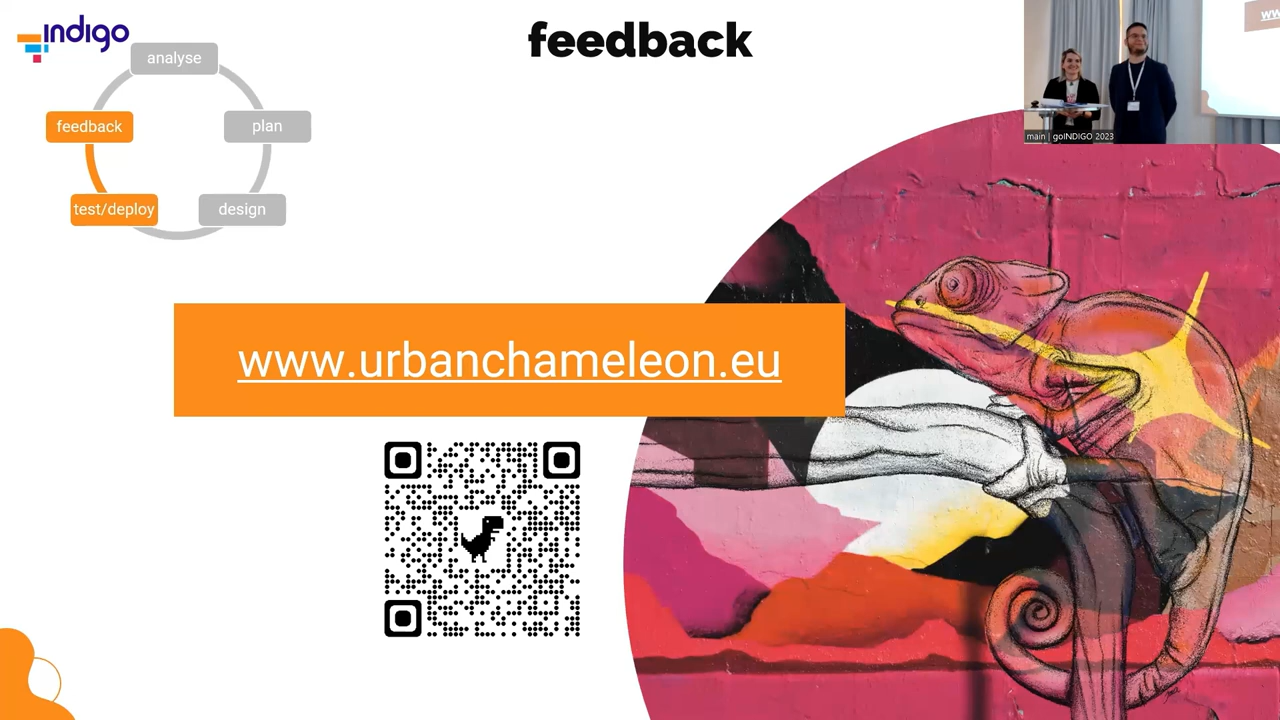 indigo
feedback
analyse
feedback
plan
test/deploy
design
www.urbanchameleon.eu
main | goINDIGO 2023